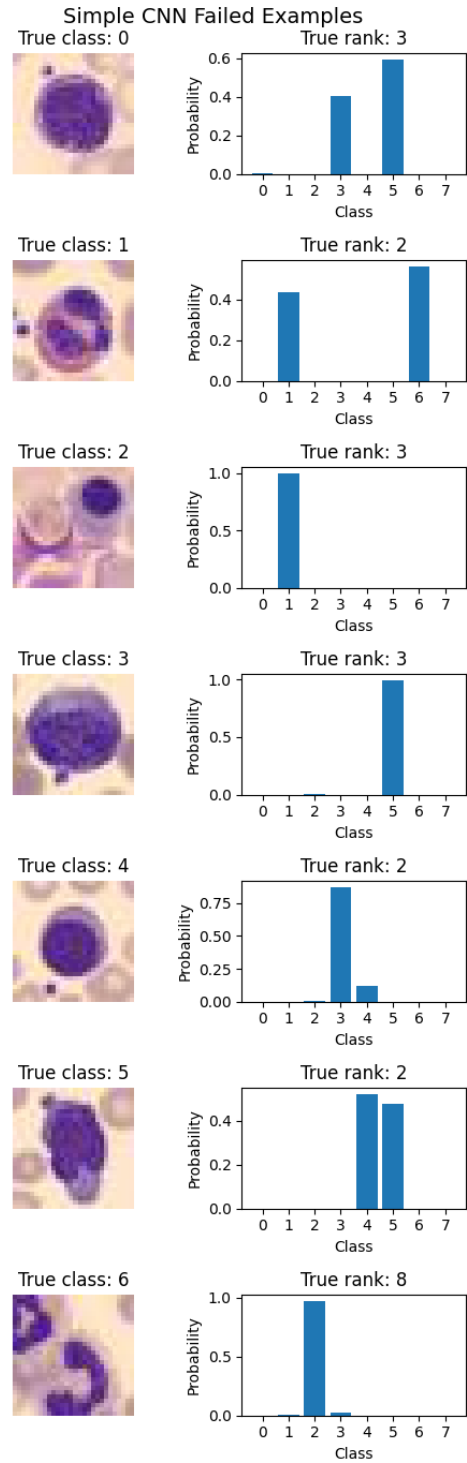 Simple CNN Failed Examples
True class: 0
True rank: 3
0.6
0.4
0.2
0.0
Probability
0 1 2 3 4 5 6 7
Class
True class: 1
True rank: 2
0.4
0.2
0.0
Probability
0 1 2 3 4 5 6 7
Class
True class: 2
True rank: 3
1.0
0.5
0.0
Probability
0 1 2 3 4 5 6 7
Class
True class: 3
True rank: 3
1.0
0.5
0.0
Probability
0 1 2 3 4 5 6 7
Class
True class: 4
True rank: 2
0.75
0.25
0.00
Probability
0 1 2 3 4 5 6 7
Class
True class: 5
True rank: 2
0.4
0.2
0.0
Probability
0 1 2 3 4 5 6 7
Class
True class: 6
True rank: 8
1.0
0.5
0.0
Probability
0 1 2 3 4 5 6 7
Class